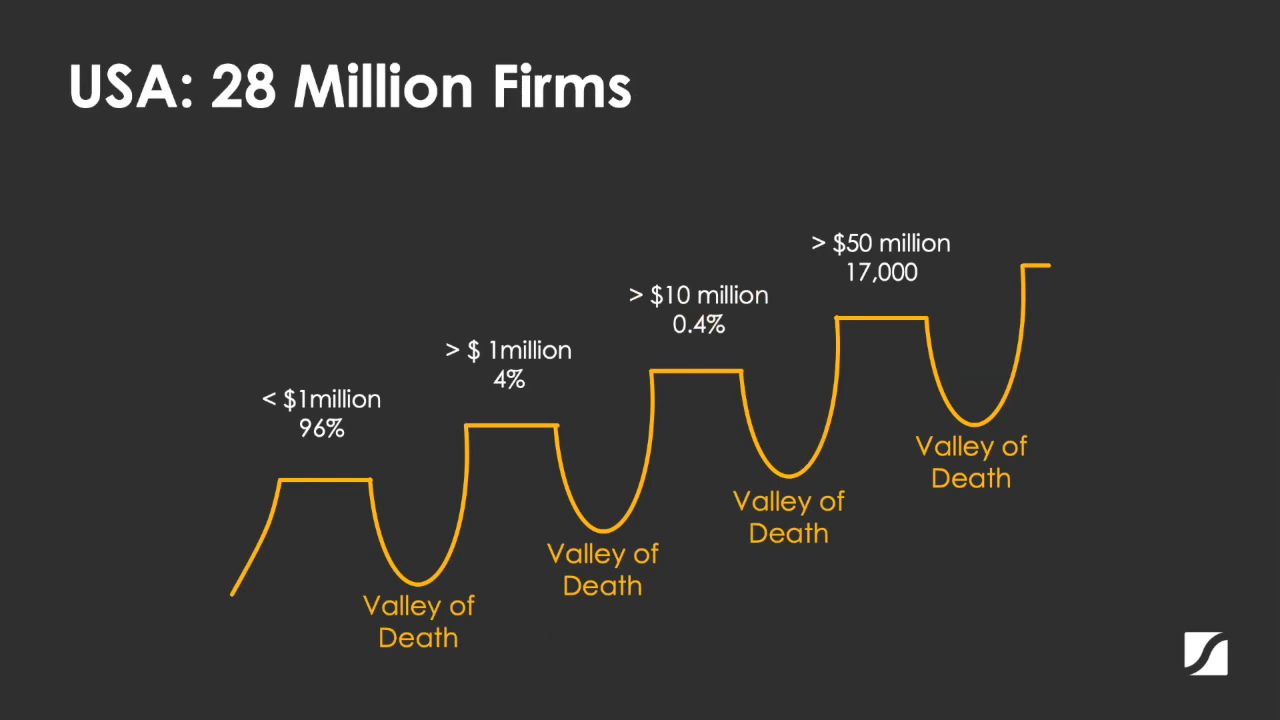 USA: 28 Million Firms
> $50 million
17,000
> $10 million
0.4%
> $ 1million
4%
< $1million
96%
Valley of
Death
Valley of
Death
Valley of
Death
Valley of
Death